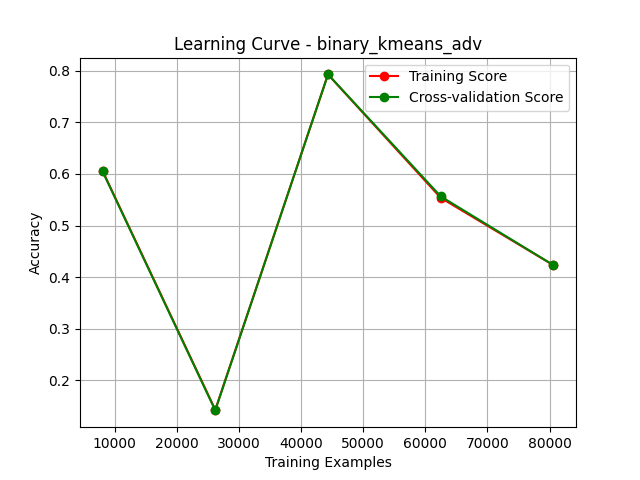 Learning Curve - binary_kmeans_adv
Training Score
Cross-validation Score
0.8
0.7
0.6
0.5
0.4
0.3
0.2
Accuracy
10000 20000 30000 40000 50000 60000 70000 80000
Training Examples